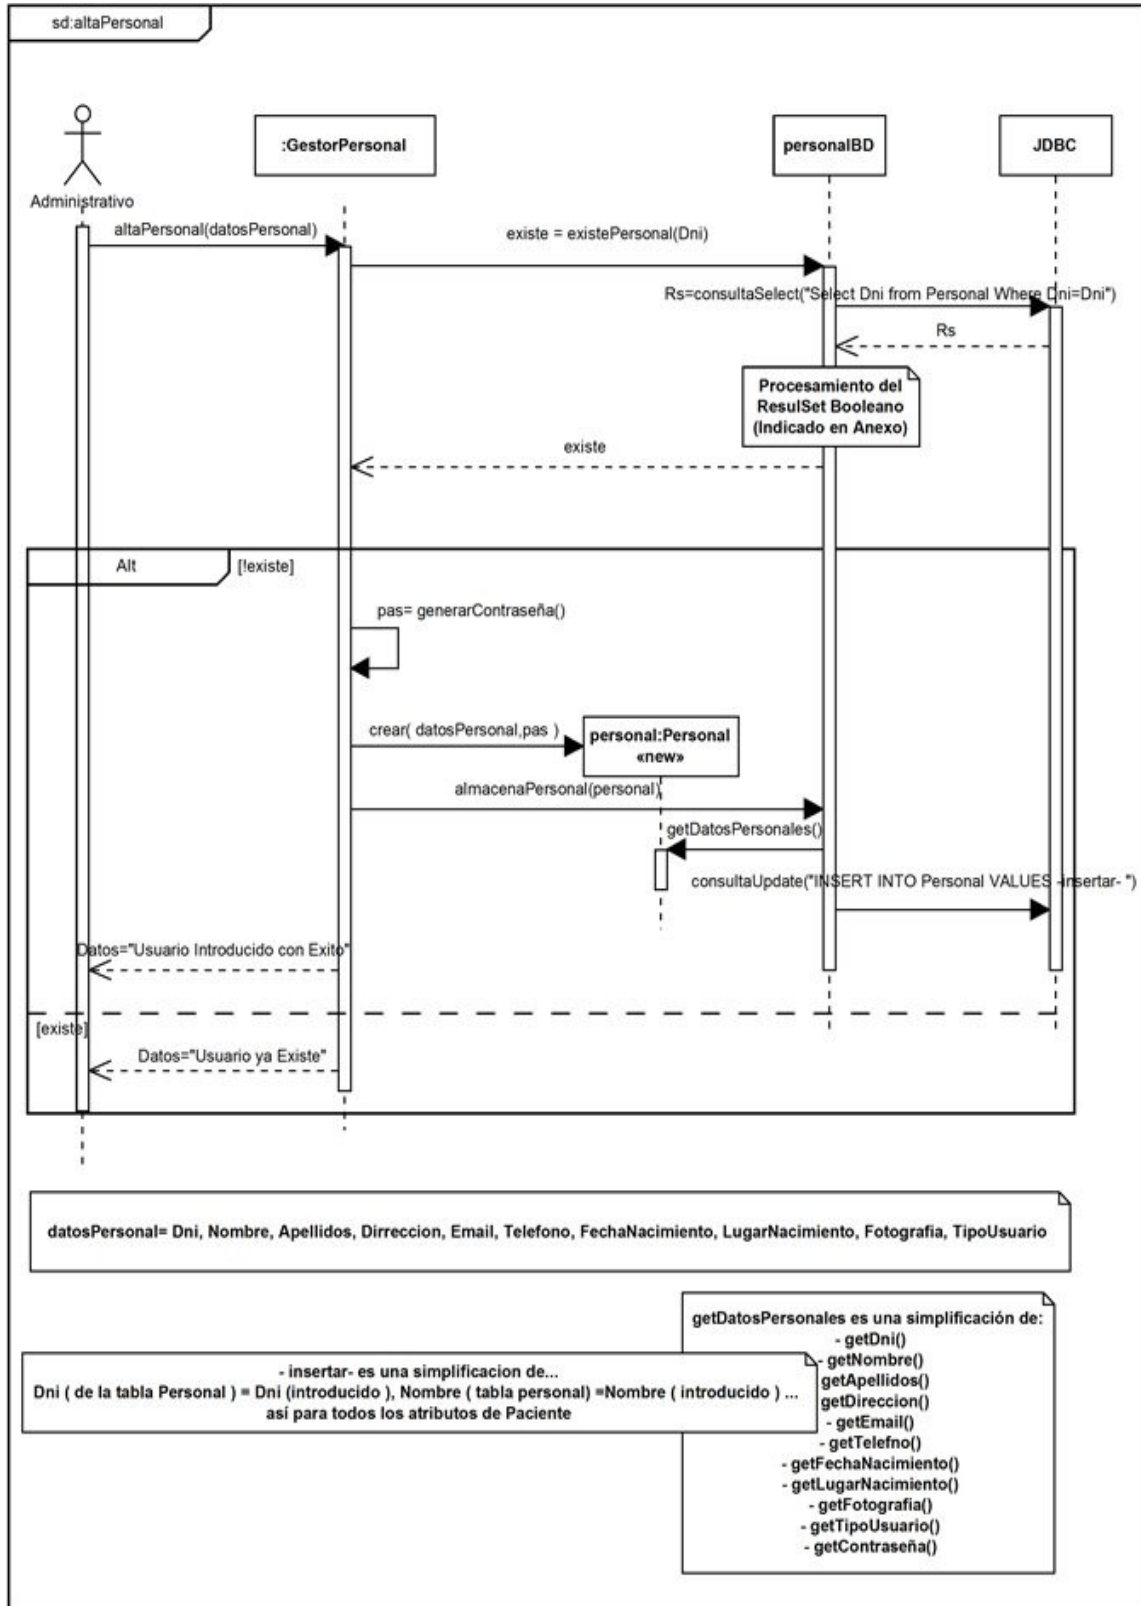 sd:altaPersonal
:GestorPersonal
personalBD
JDBC
Administrativo
altaPersonal(datosPersonal)
existe = existePersonal(Dni)
Rs=consultaSelect("Select Dni from Personal Where Dni=Dni")
Rs
Procesamiento del
ResulSet Booleano
(Indicado en Anexo)
existe
Alt
[!existe]
pas= generarContraseña()
crear( datosPersonal,pas )
personal:Personal
«new»
almacenaPersonal(personal)
getDatosPersonales()
consultaUpdate("INSERT INTO Personal VALUES -insertar- ")
Datos="Usuario Introducido con Exito"
[existe]
Datos="Usuario ya Existe"
datosPersonal= Dni, Nombre, Apellidos, Dirreccion, Email, Telefono, FechaNacimiento, LugarNacimiento, Fotografia, TipoUsuario
getDatosPersonales es una simplificación de:
- getDni()
- getNombre()
getApellidos()
getDireccion()
- getEmail()
- getTelefno()
- getFechaNacimiento()
- getLugarNacimiento()
- getFotografia()
- getTipoUsuario()
- getContraseña()
- insertar- es una simplificacion de...
Dni ( de la tabla Personal ) = Dni (introducido ), Nombre ( tabla personal) =Nombre ( introducido ) ...
así para todos los atributos de Paciente